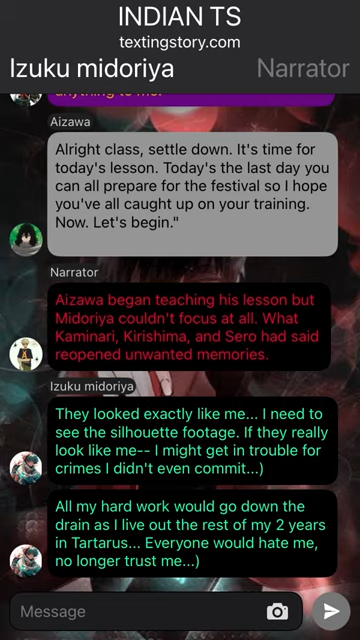 INDIAN TS
textingstory.com
Izuku midoriya
Narrator
anything to me.
Aizawa
Alright class, settle down. It's time for
today's lesson. Today's the last day you
can all prepare for the festival so I hope
you've all caught up on your training.
Now. Let's begin."
Narrator
Aizawa began teaching his lesson but
Midoriya couldn't focus at all. What
Kaminari, Kirishima, and Sero had said
reopened unwanted memories.
Izuku midoriya
They looked exactly like me... I need to
see the silhouette footage. If they really
look like me-- I might get in trouble for
crimes I didn't even commit...)
All my hard work would go down the
drain as I live out the rest of my 2 years
in Tartarus... Everyone would hate me,
no longer trust me...)
Message